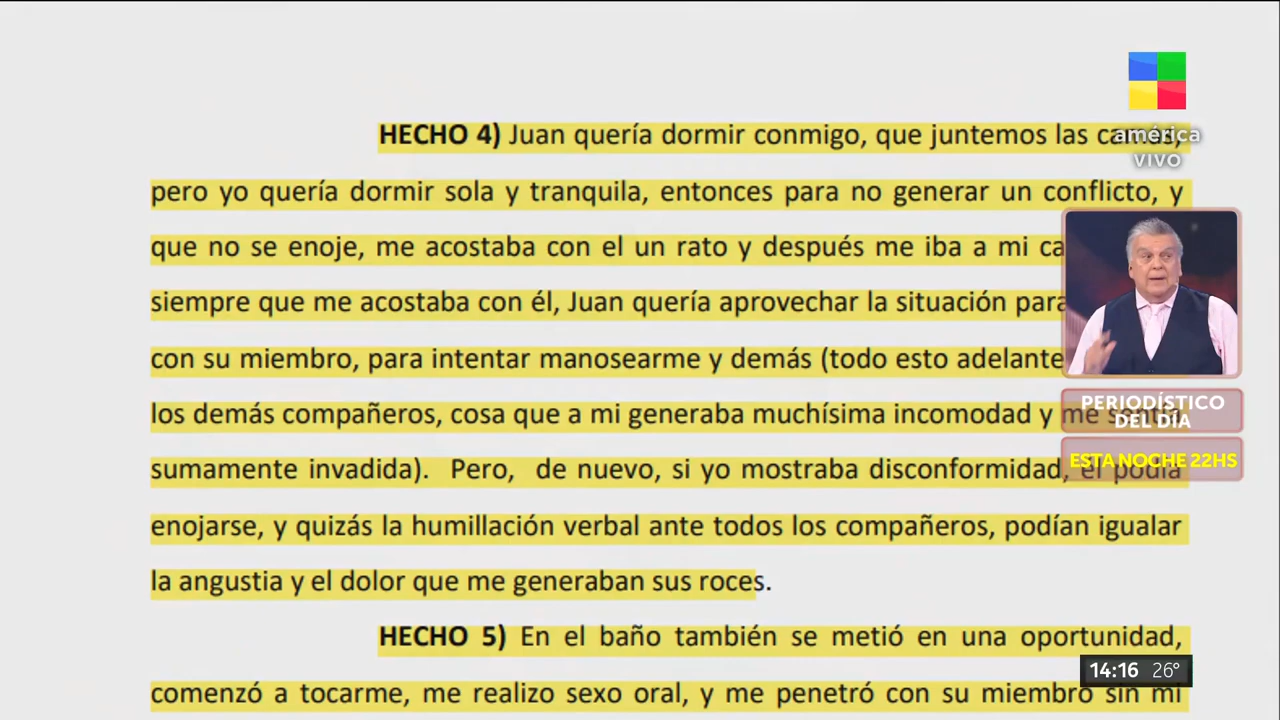 HECHO 4) Juan quería dormir conmigo, que juntemos las camas,
pero yo quería dormir sola y tranquila, entonces para no generar un conflicto, y
que no se enoje, me acostaba con el un rato y después me iba a mi
siempre que me acostaba con él, Juan quería aprovechar la situación para
con su miembro, para intentar manosearme y demás (todo esto adelante
los demás compañeros, cosa que a mi generaba muchísima incomodad y me sentía
sumamente invadida). Pero, de nuevo, si yo mostraba disconformidad, el podía
enojarse, y quizás la humillación verbal ante todos los compañeros, podían igualar
la angustia y el dolor que me generaban sus roces.
HECHO 5) En el baño también se metió en una oportunidad,
comenzó a tocarme, me realizo sexo oral, y me penetró con su miembro sin mi
américa
VIVO
PERIODÍSTICO
DEL DÍA
ESTA NOCHE 22HS
14:16 26°